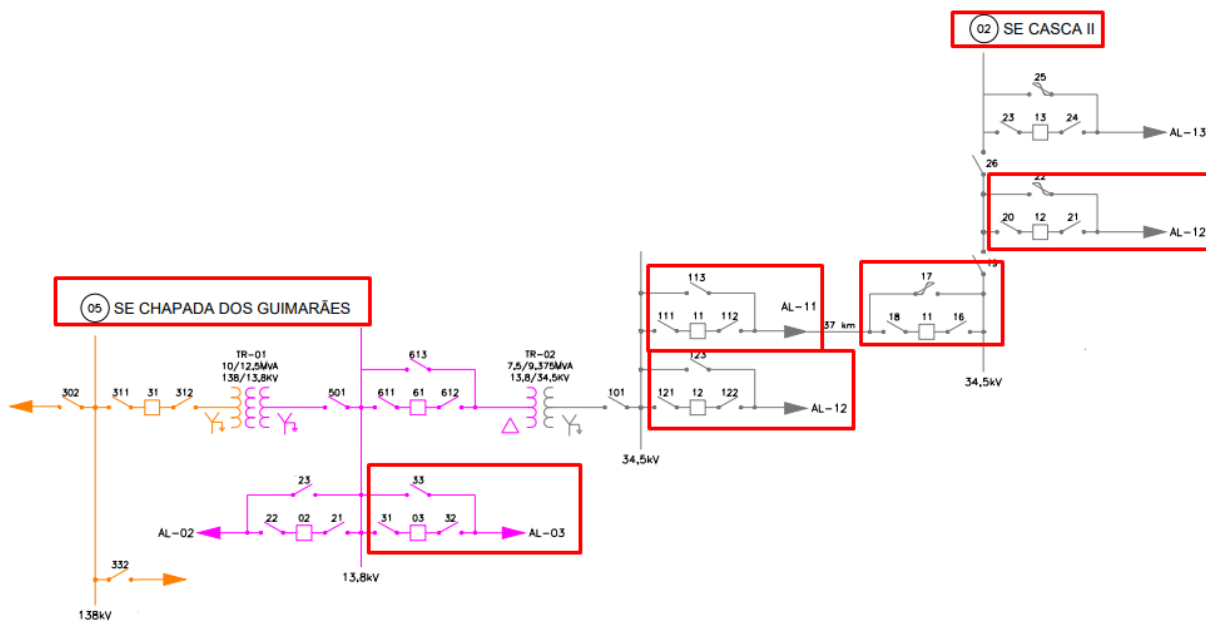 02 SE CASCA II
25
23 13 24
AL-13
26
22
20 12 21
AL-12
19
17
18 11 16
34,5kV
05 SE CHAPADA DOS GUIMARÃES
113
111 11 112
AL-11
37 km
123
121 12 122
AL-12
101
34,5kV
TR-01
10/12,5MVA
138/13,8KV
TR-02
7.5/9.375MVA
13,8/34,5KV
613
302 311 31 312
501 611 61 612
23
22 02 21
AL-02
33
31 03 32
AL-03
13,8kV
332
138kV